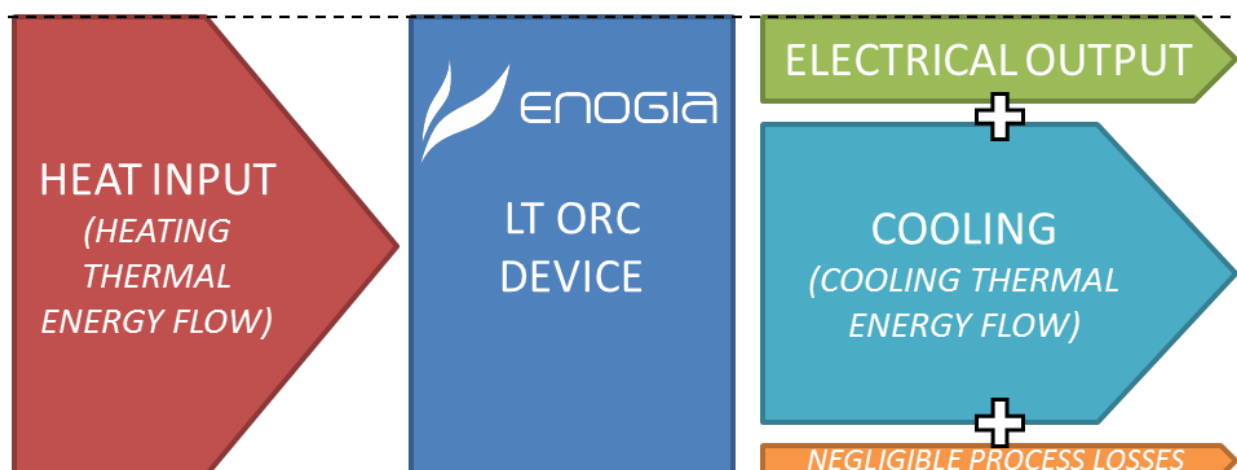 HEAT INPUT
(HEATING
THERMAL
ENERGY FLOW)
ENOGIA
LT ORC
DEVICE
ELECTRICAL OUTPUT
COOLING
(COOLING THERMAL
ENERGY FLOW)
NEGLIGIBLE PROCESS LOSSES